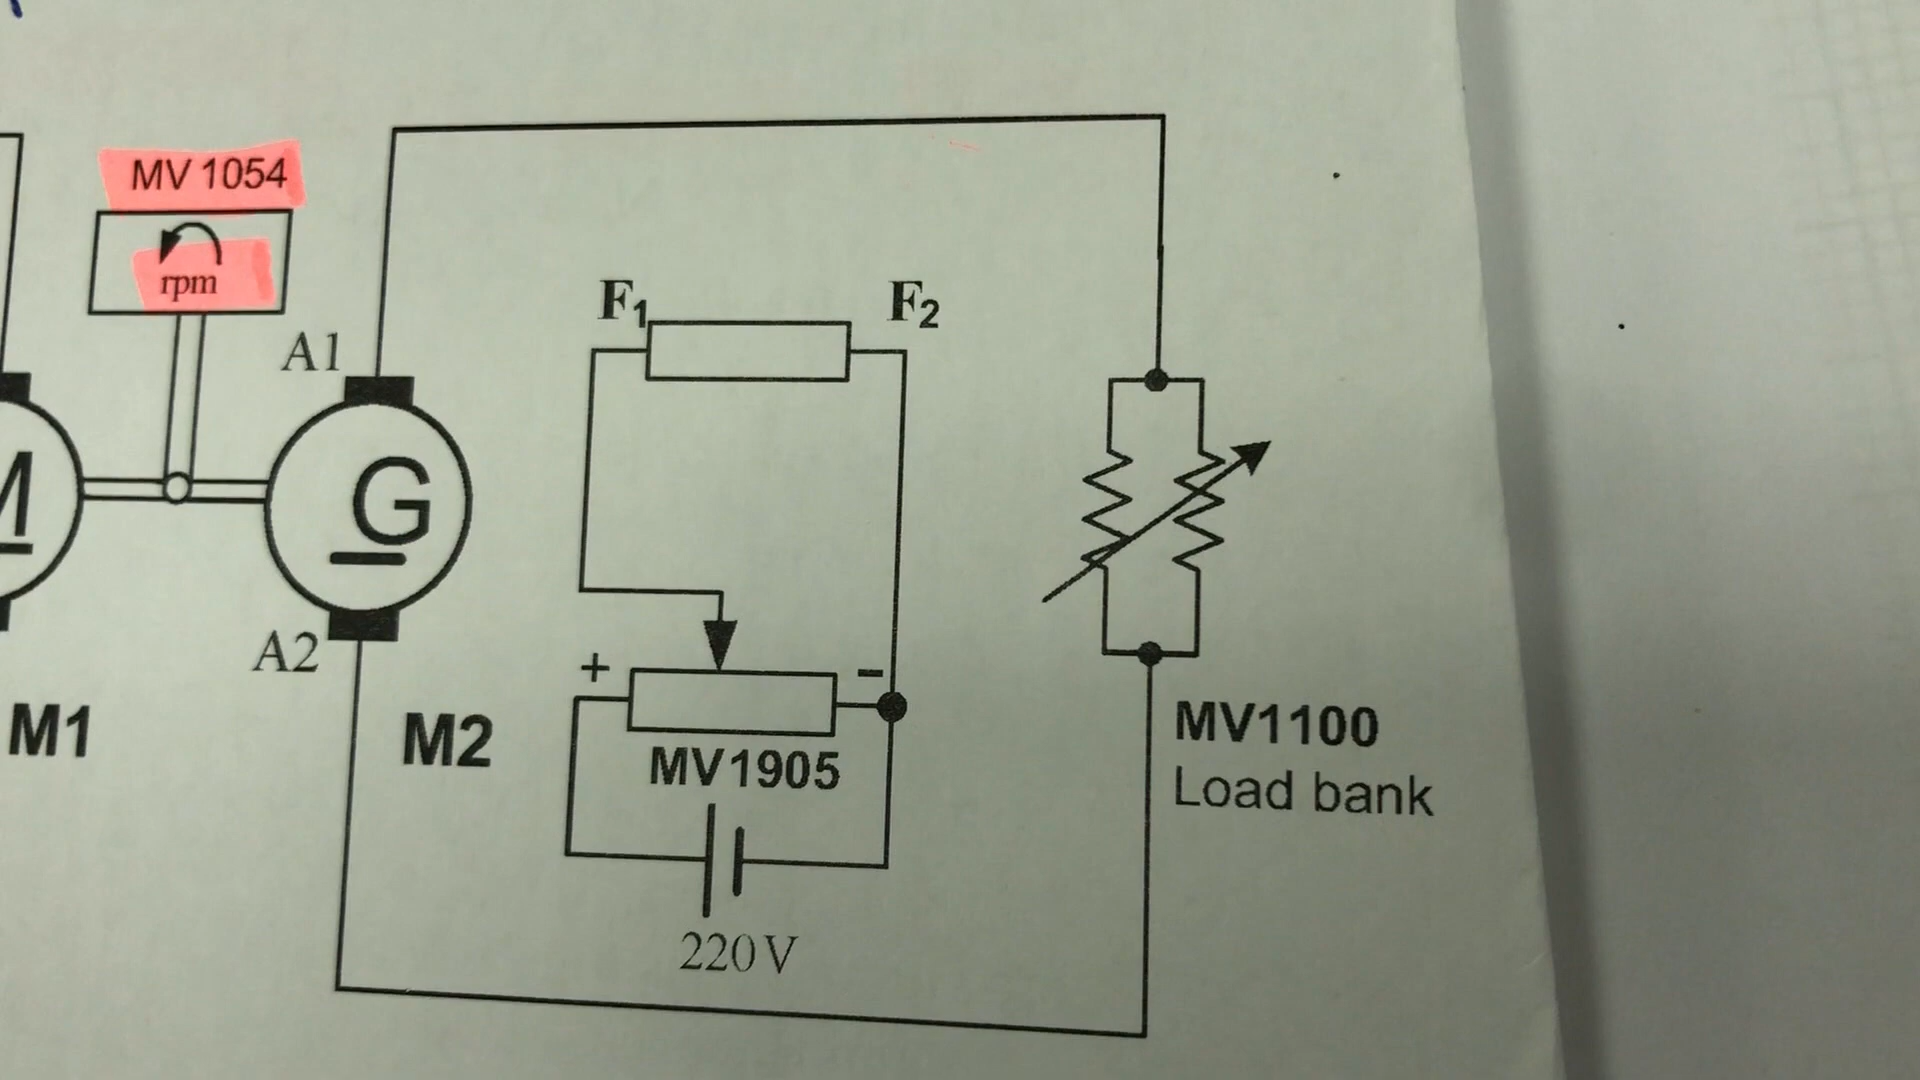 MV 1054
rpm
A1
F1
F2
M
G
A2
+
-
M1
M2
MV1905
MV1100
Load bank
220V